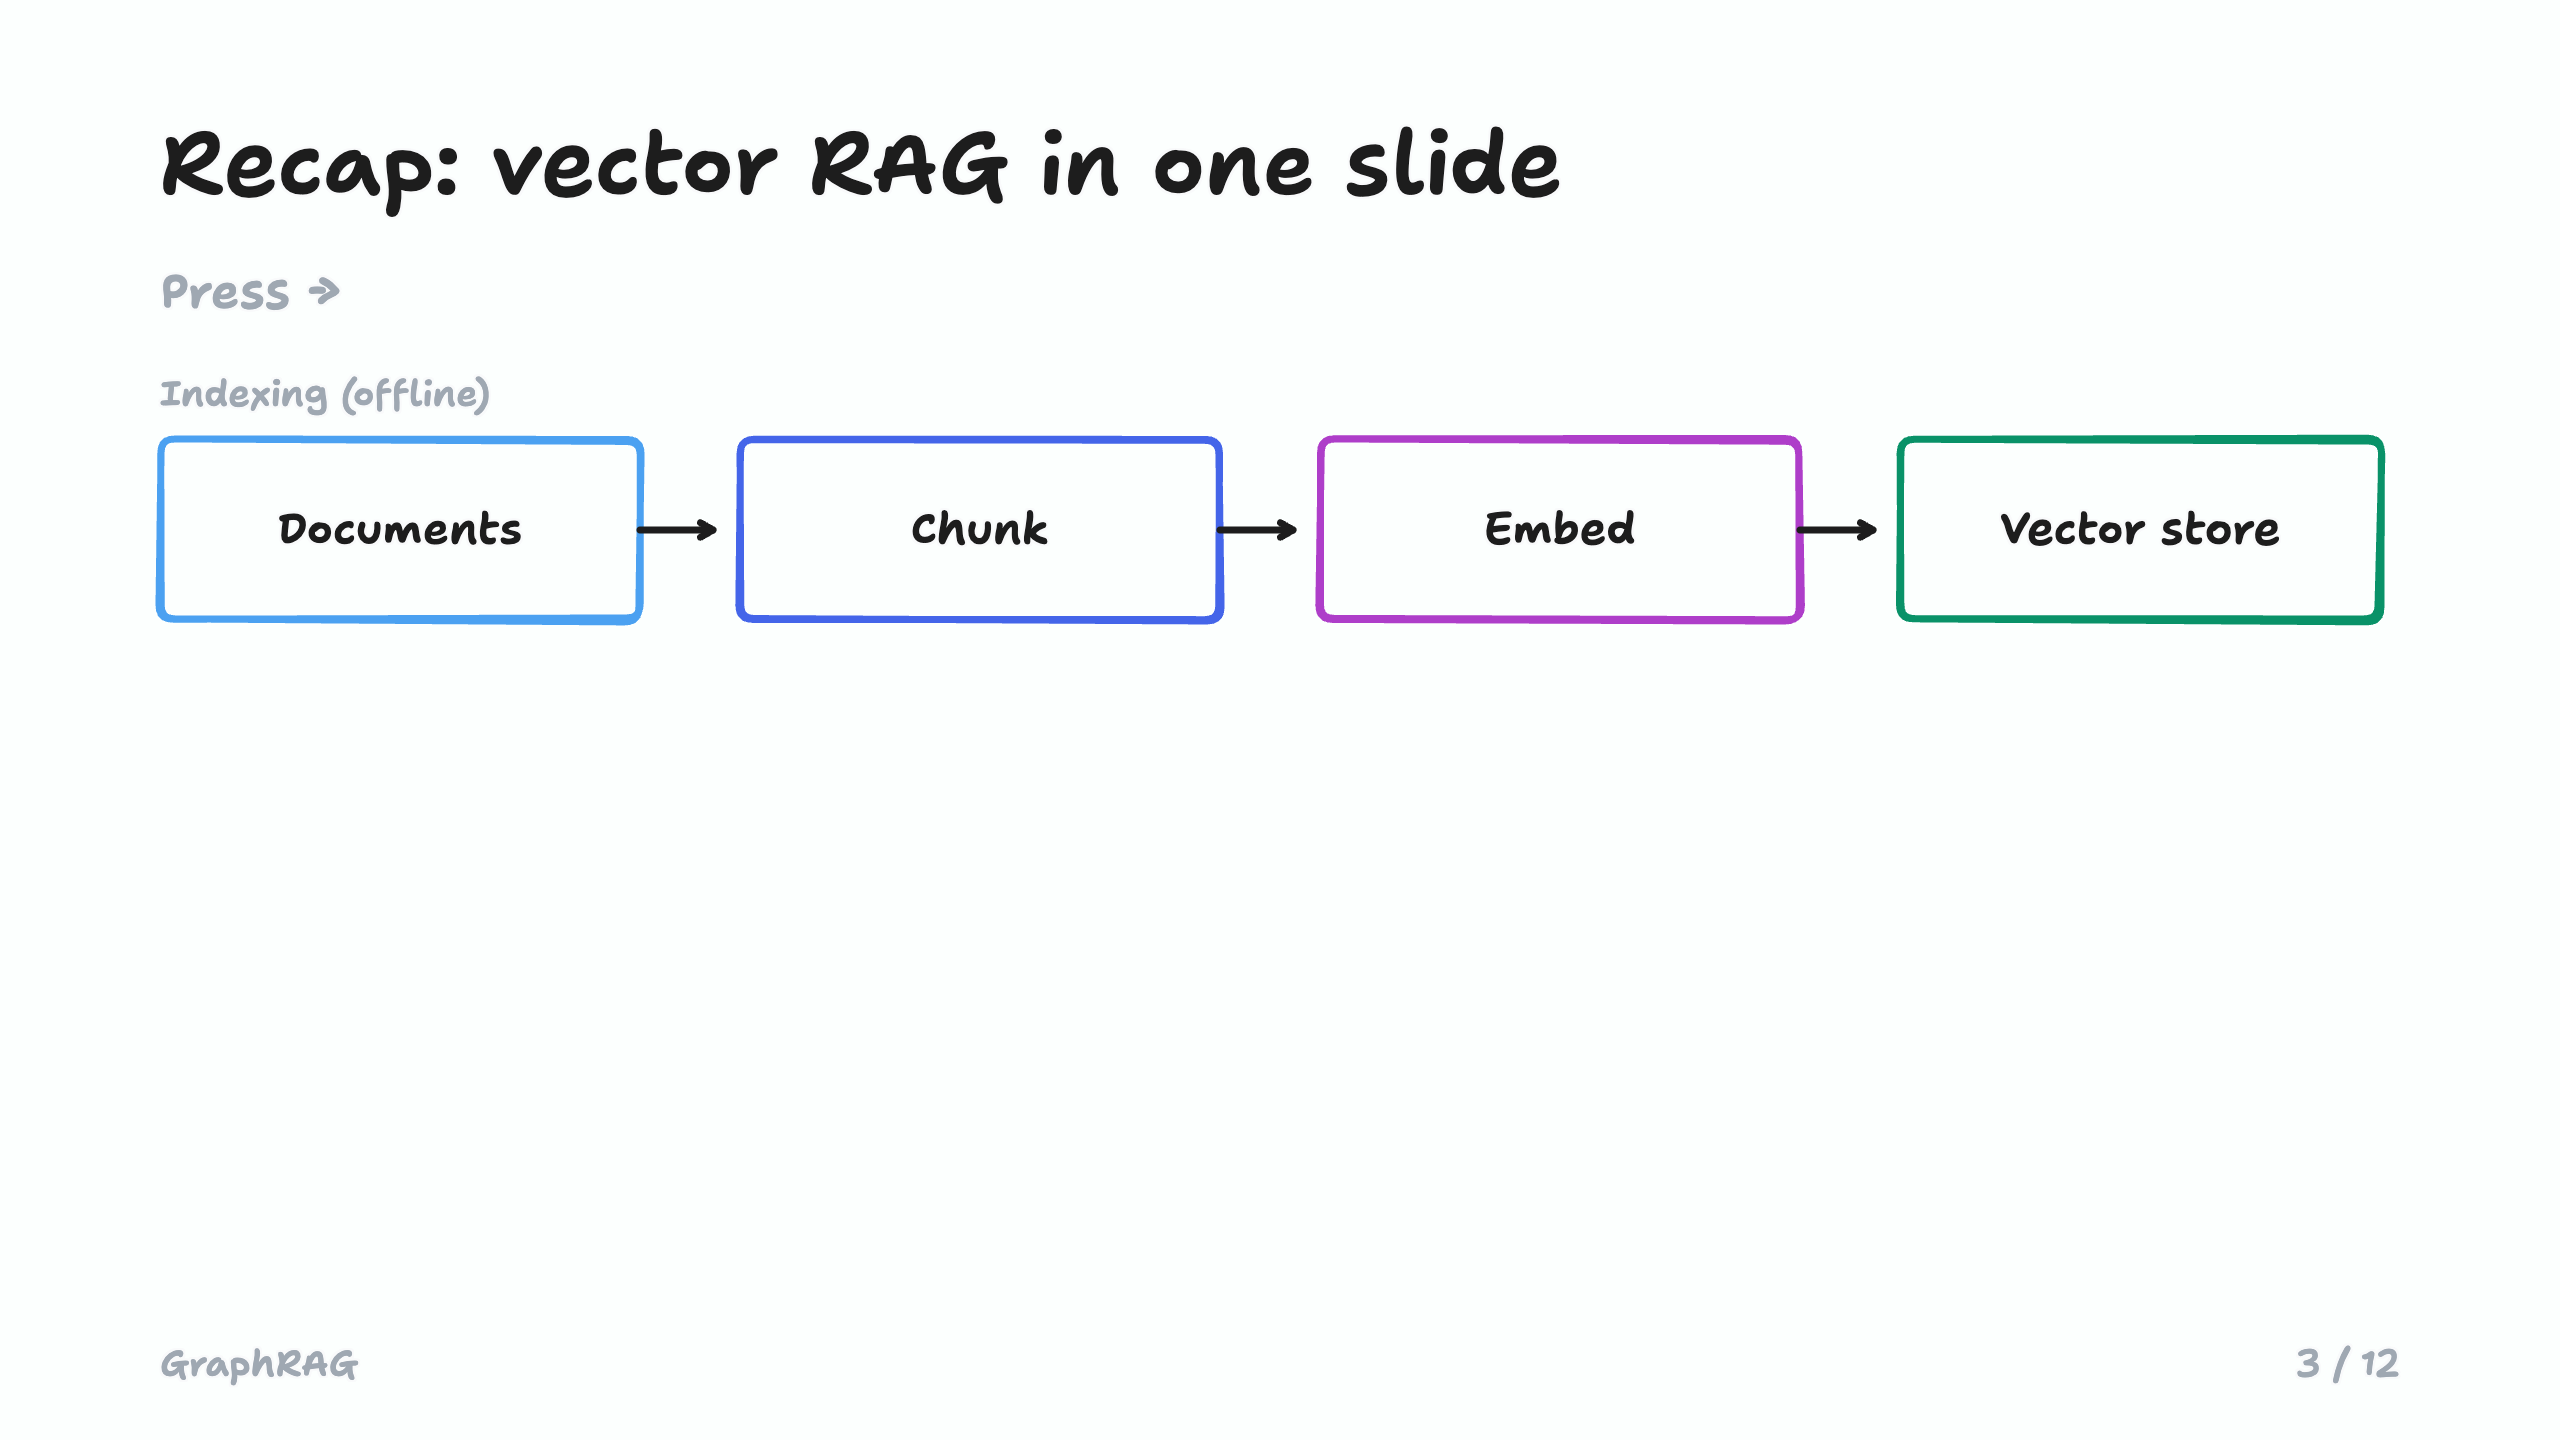 Recap: vector RAG in one slide
Press →
Indexing (offline)
Documents
Chunk
Embed
Vector store
GraphRAG
3 / 12